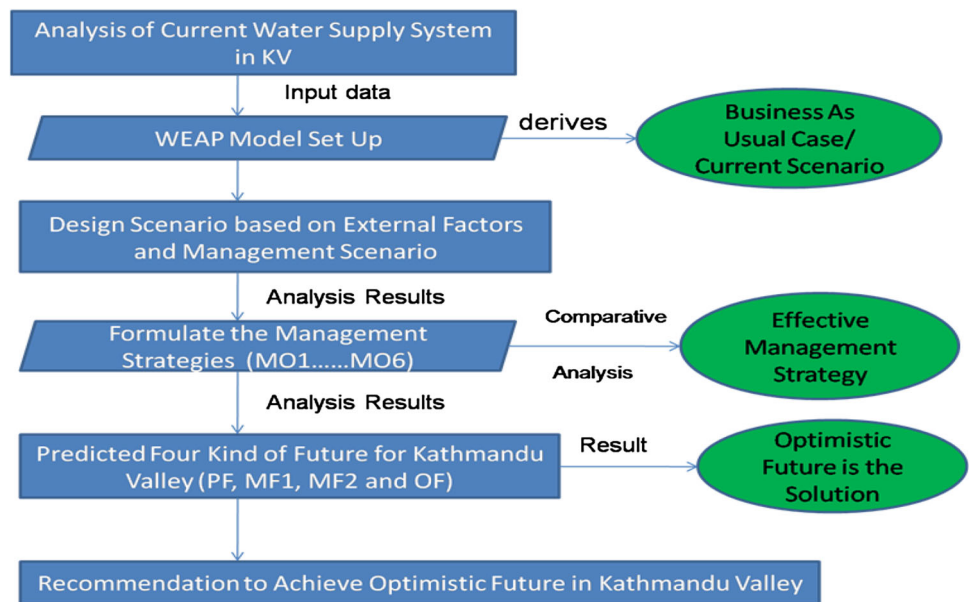 Analysis of Current Water Supply System
in KV
Input data
WEAP Model Set Up
derives
Business As
Usual Case/
Current Scenario
Design Scenario based on External Factors
and Management Scenario
Analysis Results
Formulate the Management
Strategies (MO1......MO6)
Comparative
Analysis
Effective
Management
Strategy
Analysis Results
Predicted Four Kind of Future for Kathmandu
Valley (PF, MF1, MF2 and OF)
Result
Optimistic
Future is the
Solution
Recommendation to Achieve Optimistic Future in Kathmandu Valley